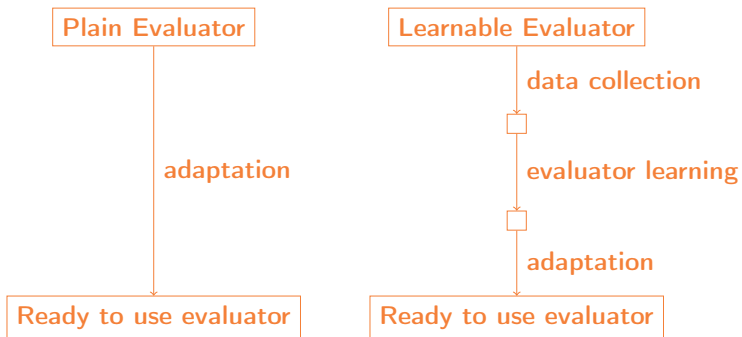 Plain Evaluator
adaptation
Ready to use evaluator
Learnable Evaluator
data collection
evaluator learning
adaptation
Ready to use evaluator